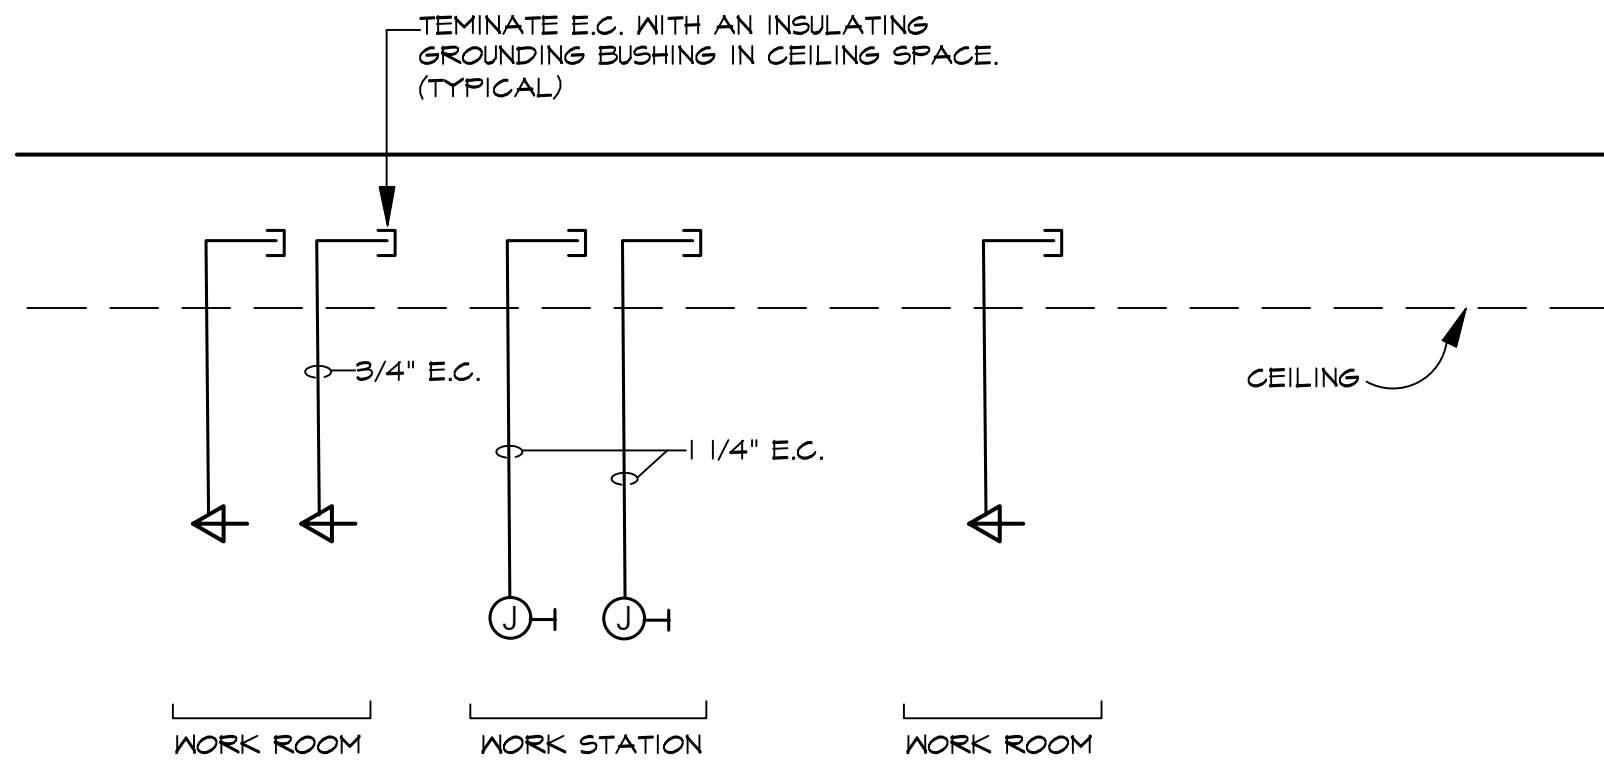 TEMINATE E.C. WITH AN INSULATING
GROUNDING BUSHING IN CEILING SPACE.
(TYPICAL)
3/4" E.C.
CEILING
1 1/4" E.C.
J
J
WORK ROOM
WORK STATION
WORK ROOM